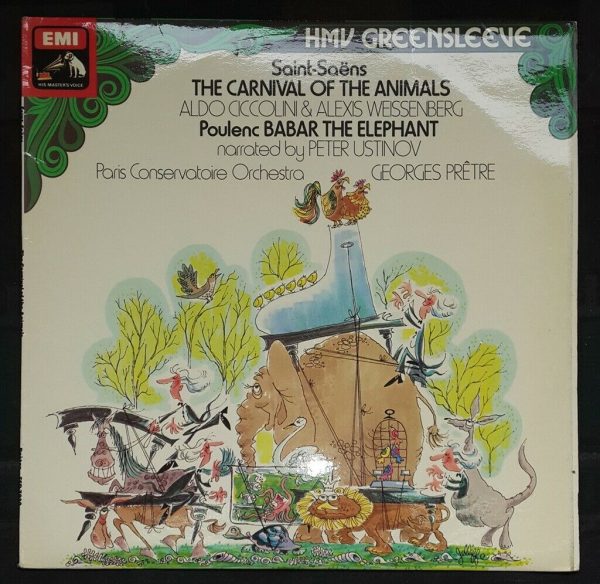 EMI
HIS MASTER'S VOICE
HMV GREENSLEEVE
Saint-Saëns
THE CARNIVAL OF THE ANIMALS
ALDO CICCOLINI & ALEXIS WEISSENBERG
Poulenc BABAR THE ELEPHANT
narrated by PETER USTINOV
Paris Conservatoire Orchestra GEORGES PRÊTRE